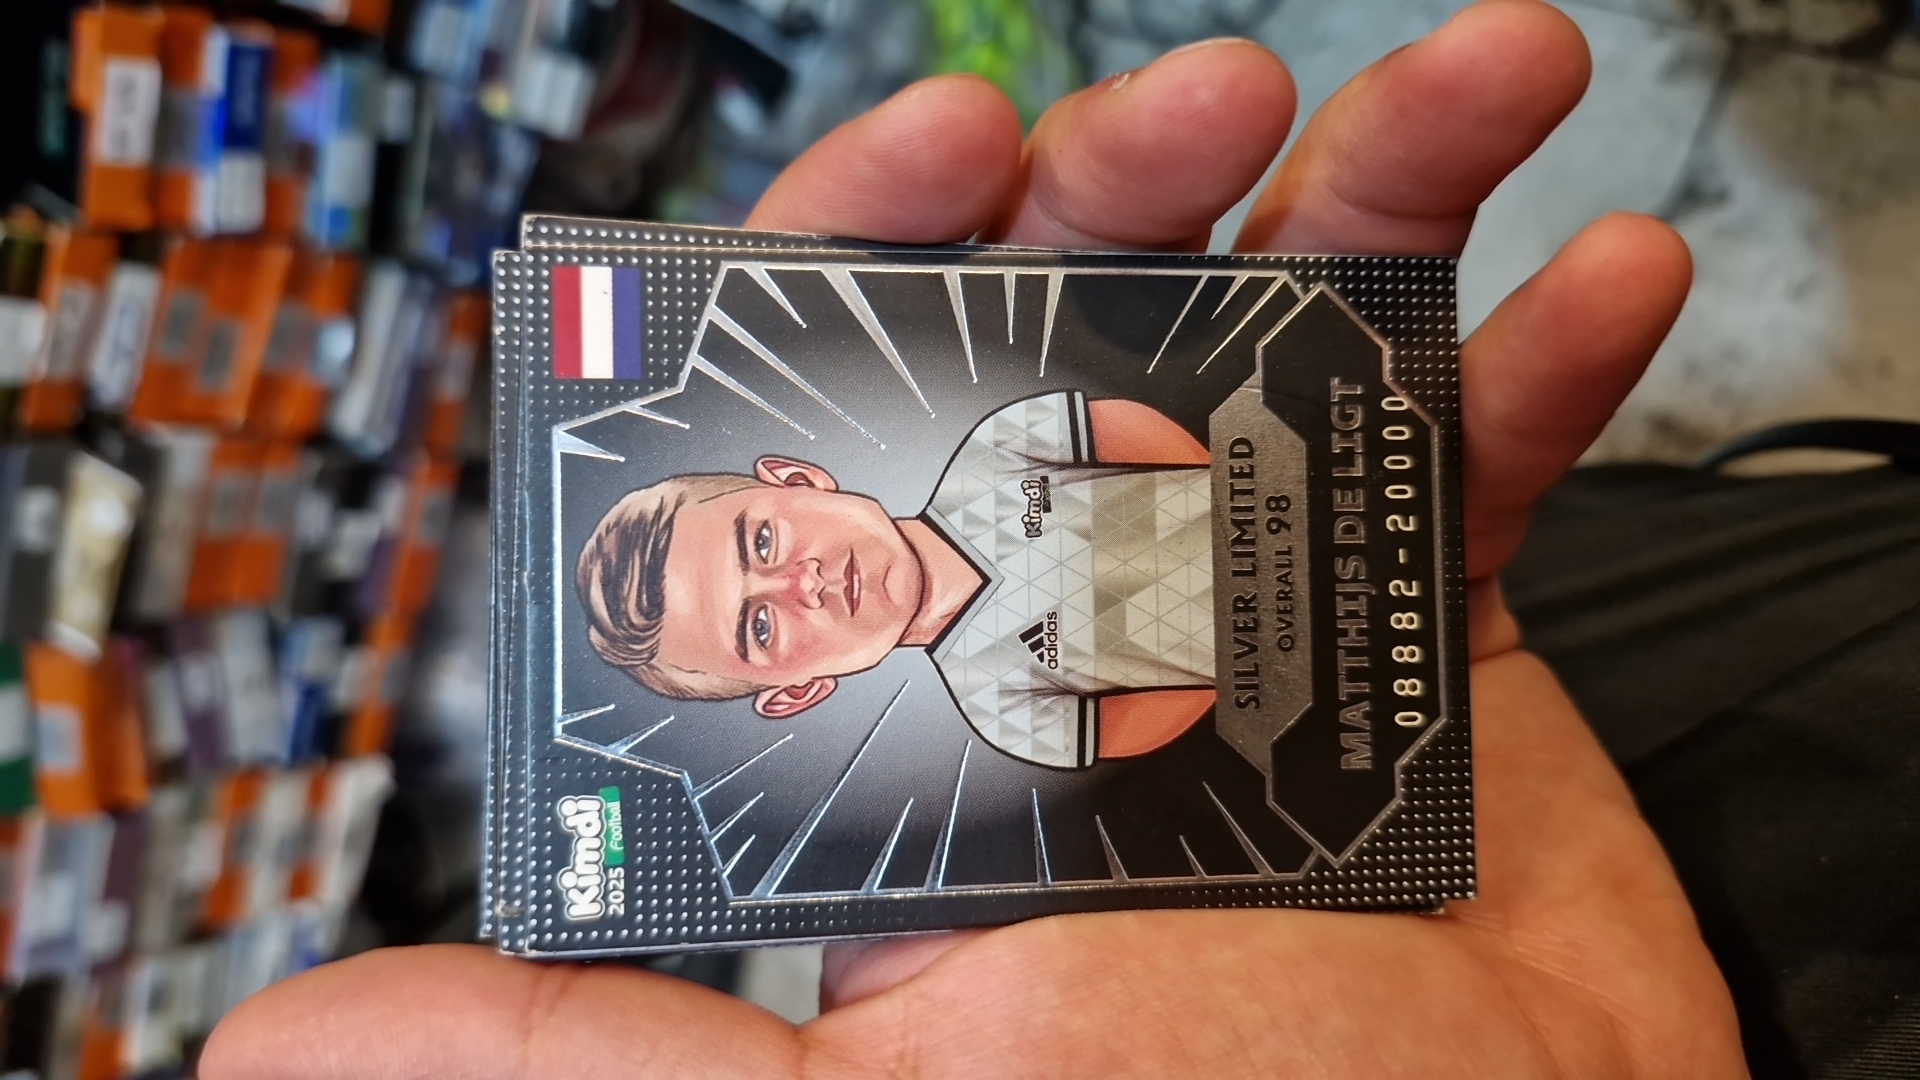 Kimdi
2025 Football
adidas
Kimdi
SILVER LIMITED
OVERALL 98
MATTHIJS DE LIGT
08882-20000